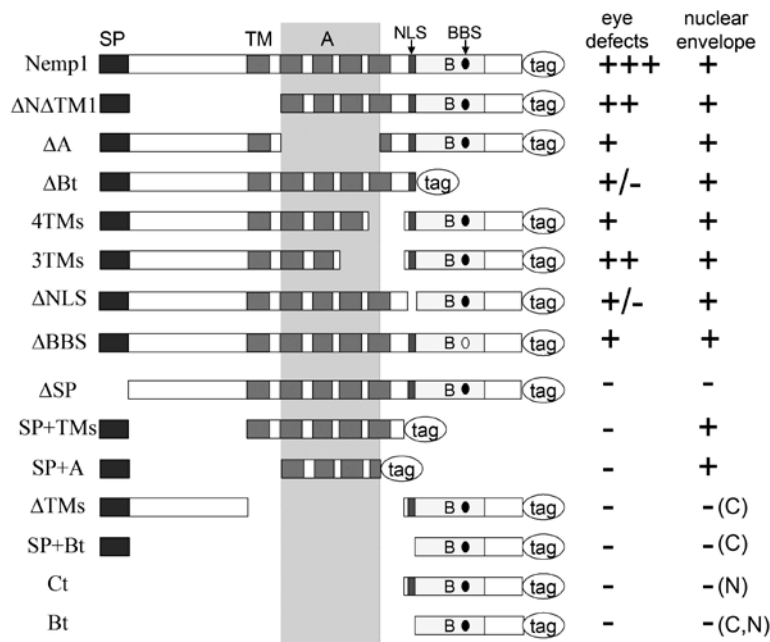 SP TM A NLS BBS eye defects nuclear envelope
Nemp1 B tag +++ +
ΔNΔTM1 B tag ++ +
ΔA B tag + +
ΔBt tag +/- +
4TMs B tag + +
3TMs B tag ++ +
ΔNLS B tag +/- +
ΔBBS B tag + +
ΔSP B tag - -
SP+TMs tag - +
SP+A tag - +
ΔTMs B tag - -(C)
SP+Bt B tag - -(C)
Ct B tag - -(N)
Bt B tag - -(C,N)